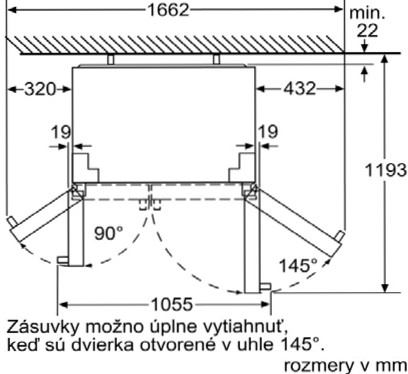 1662
min.
22
320
432
19
19
1193
90°
145°
1055
Zásuvky možno úplne vytiahnuť,
keď sú dvierka otvorené v uhle 145°.
rozmery v mm